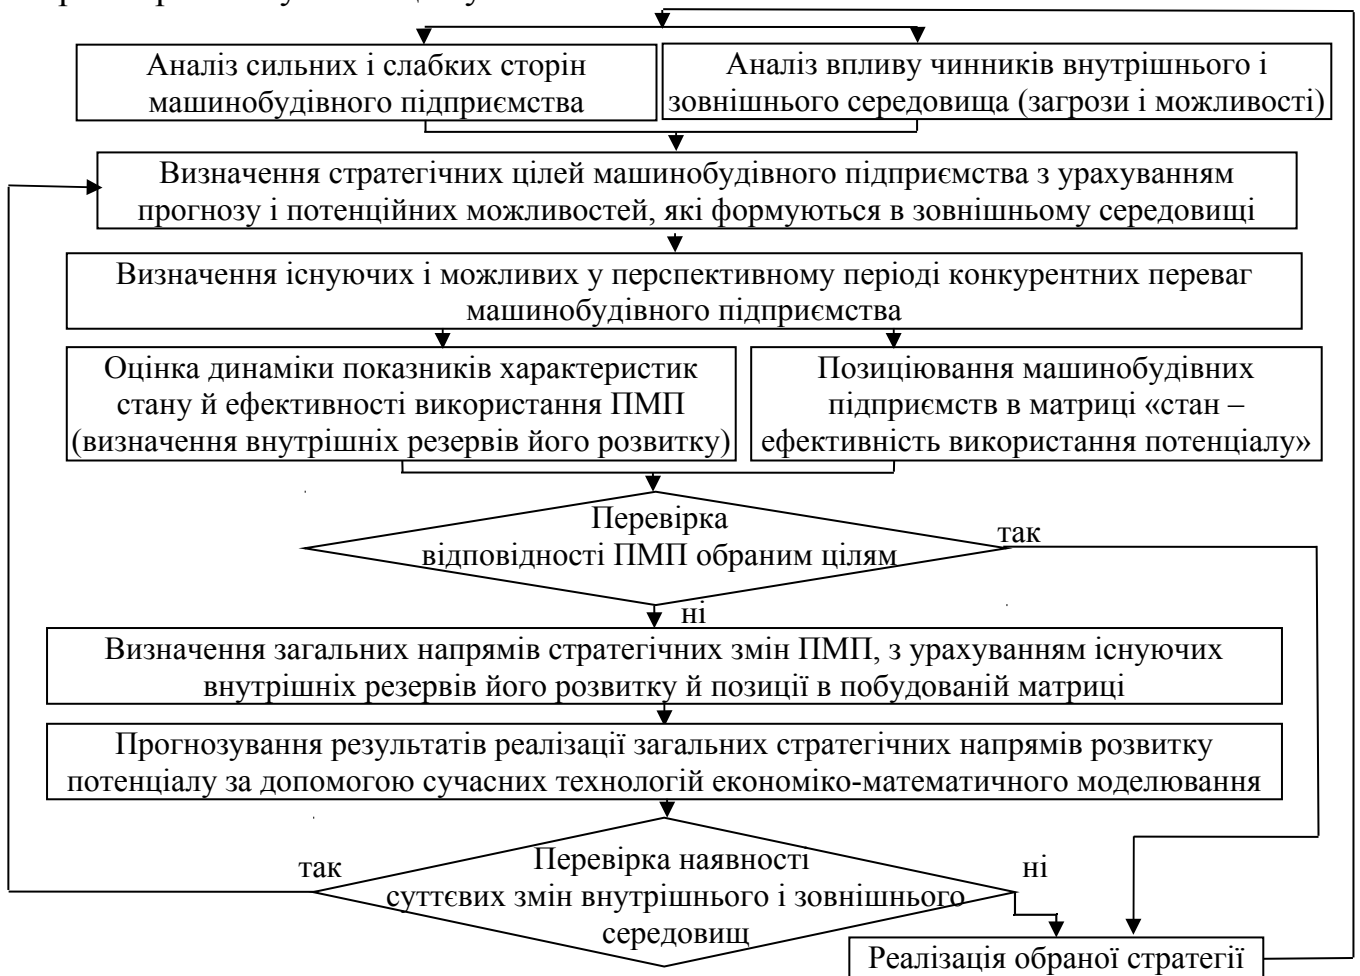 Аналіз сильних і слабких сторін
машинобудівного підприємства
Аналіз впливу чинників внутрішнього і
зовнішнього середовища (загрози і можливості)
Визначення стратегічних цілей машинобудівного підприємства з урахуванням
прогнозу і потенційних можливостей, які формуються в зовнішньому середовищі
Визначення існуючих і можливих у перспективному періоді конкурентних переваг
машинобудівного підприємства
Оцінка динаміки показників характеристик
стану й ефективності використання ПМП
(визначення внутрішніх резервів його розвитку)
Позиціювання машинобудівних
підприємств в матриці «стан –
ефективність використання потенціалу»
Перевірка
відповідності ПМП обраним цілям
так
ні
Визначення загальних напрямів стратегічних змін ПМП, з урахуванням існуючих
внутрішніх резервів його розвитку й позиції в побудованій матриці
Прогнозування результатів реалізації загальних стратегічних напрямів розвитку
потенціалу за допомогою сучасних технологій економіко-математичного моделювання
так
Перевірка наявності
суттєвих змін внутрішнього і зовнішнього
середовищ
ні
Реалізація обраної стратегії